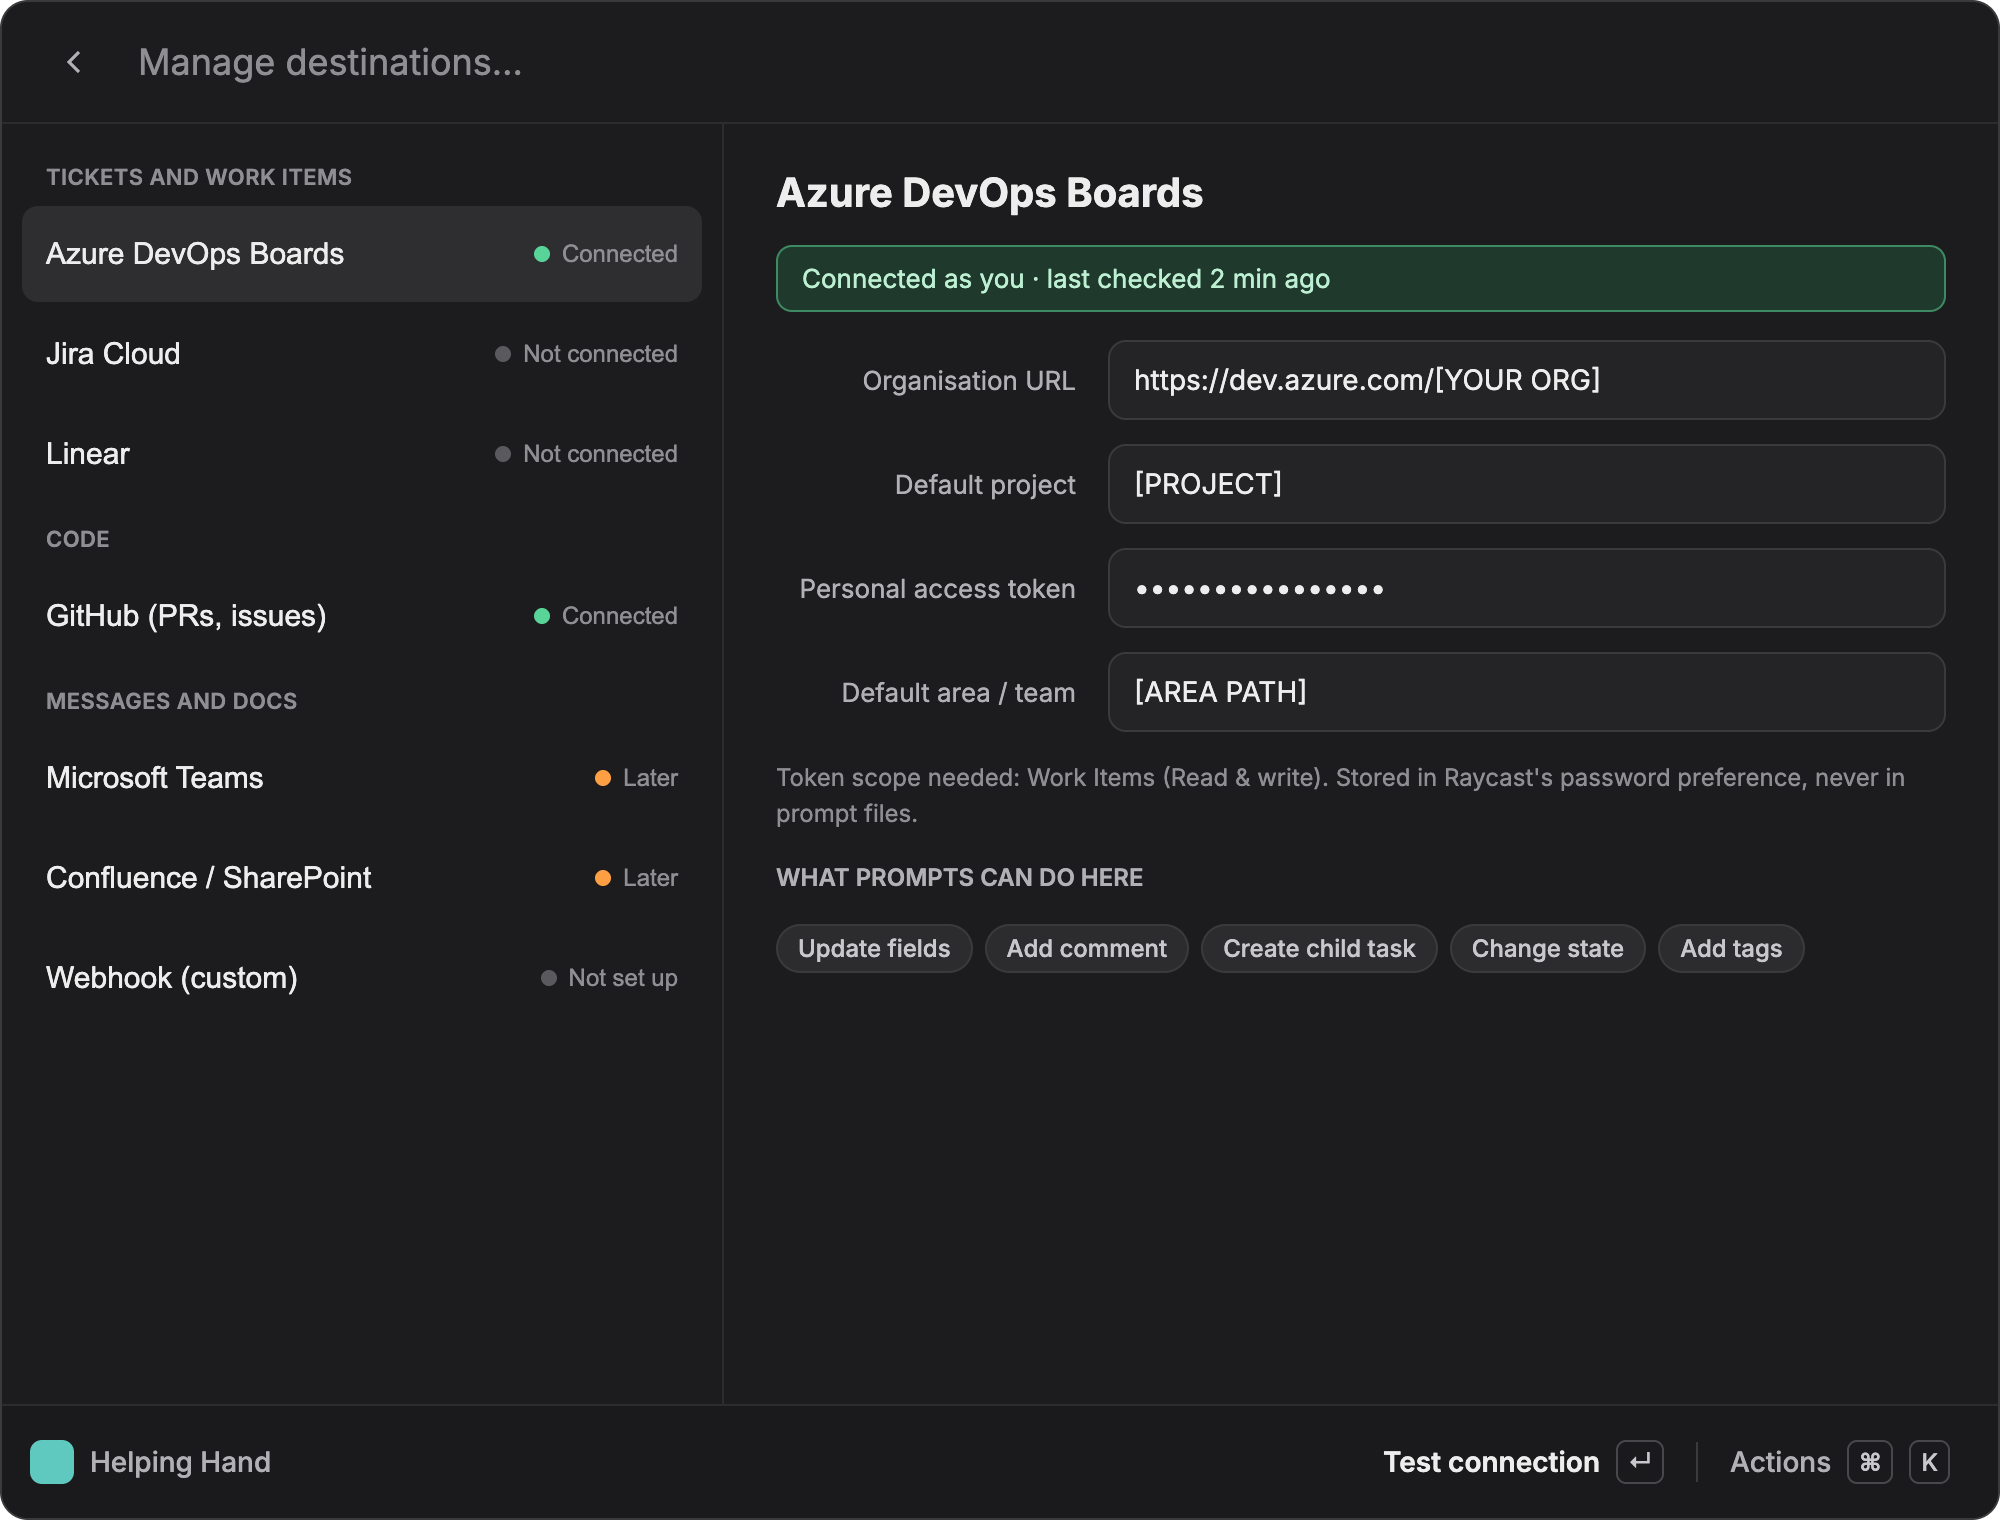 Manage destinations...
TICKETS AND WORK ITEMS
Azure DevOps Boards Connected
Jira Cloud Not connected
Linear Not connected
CODE
GitHub (PRs, issues) Connected
MESSAGES AND DOCS
Microsoft Teams Later
Confluence / SharePoint Later
Webhook (custom) Not set up
Azure DevOps Boards
Connected as you · last checked 2 min ago
Organisation URL https://dev.azure.com/[YOUR ORG]
Default project [PROJECT]
Personal access token ••••••••••••••••
Default area / team [AREA PATH]
Token scope needed: Work Items (Read & write). Stored in Raycast's password preference, never in
prompt files.
WHAT PROMPTS CAN DO HERE
Update fields Add comment Create child task Change state Add tags
Helping Hand Test connection ↵ Actions ⌘ K